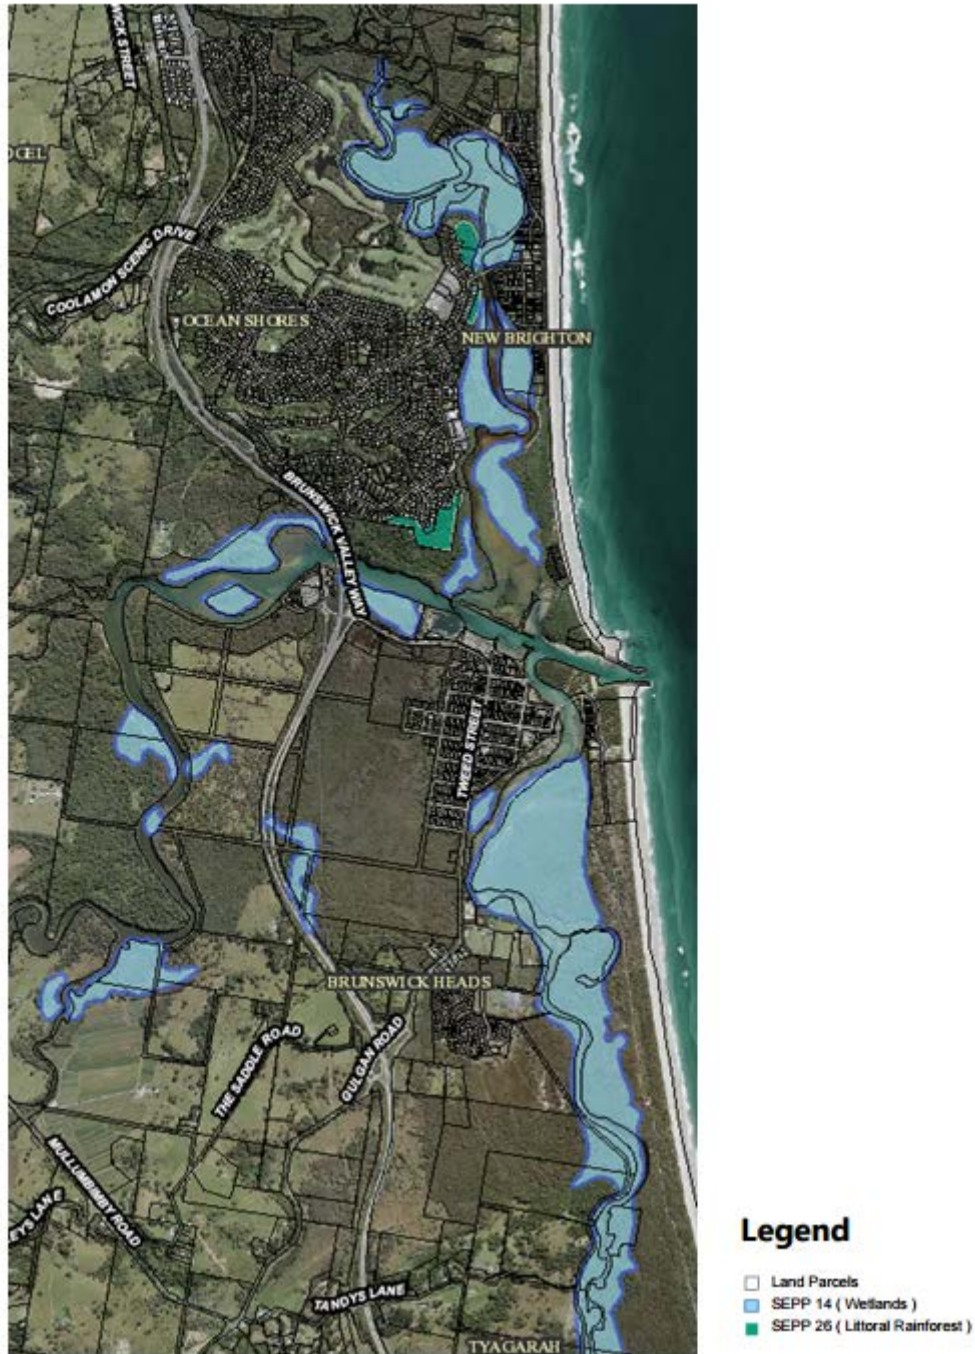 WICK STREET
OGEL
COOLAMON SCENIC DRIVE
OCEAN SHORES
NEW BRIGHTON
BRUNSWICK VALLEY WAY
TWEED STREET
BRUNSWICK HEADS
THE SADDLE ROAD
GULGAN ROAD
MULLUMBIMBY ROAD
EYS LANE
TANDYS LANE
TYAGARAH
Legend
Land Parcels
SEPP 14 ( Wetlands )
SEPP 26 ( Littoral Rainforest )